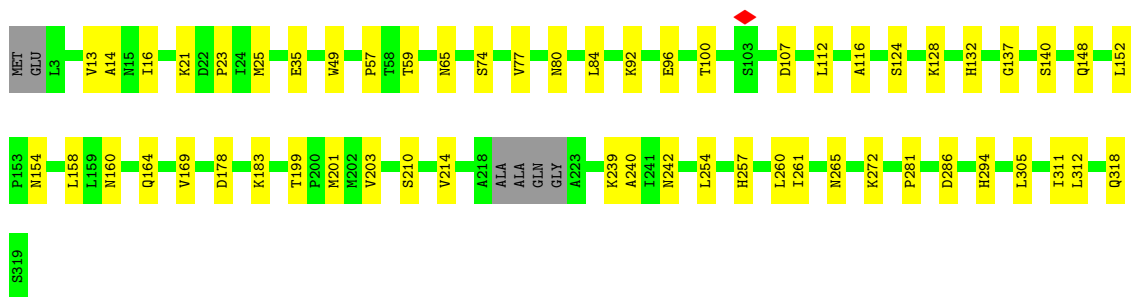 MET GLU L3 V13 A14 N15 I16 K21 D22 P23 I24 M25 E35 W49 P57 T58 T59 N65 S74 V77 N80 L84 K92 E96 T100 S103 D107 L112 A116 S124 K128 H132 G137 S140 Q148 L152
P153 N154 L158 L159 N160 Q164 V169 D178 K183 T199 P200 M201 M202 V203 S210 V214 A218 ALA ALA GLN GLY A223 K239 A240 I241 N242 L254 H257 L260 I261 N265 K272 P281 D286 H294 L305 I311 L312 Q318
S319